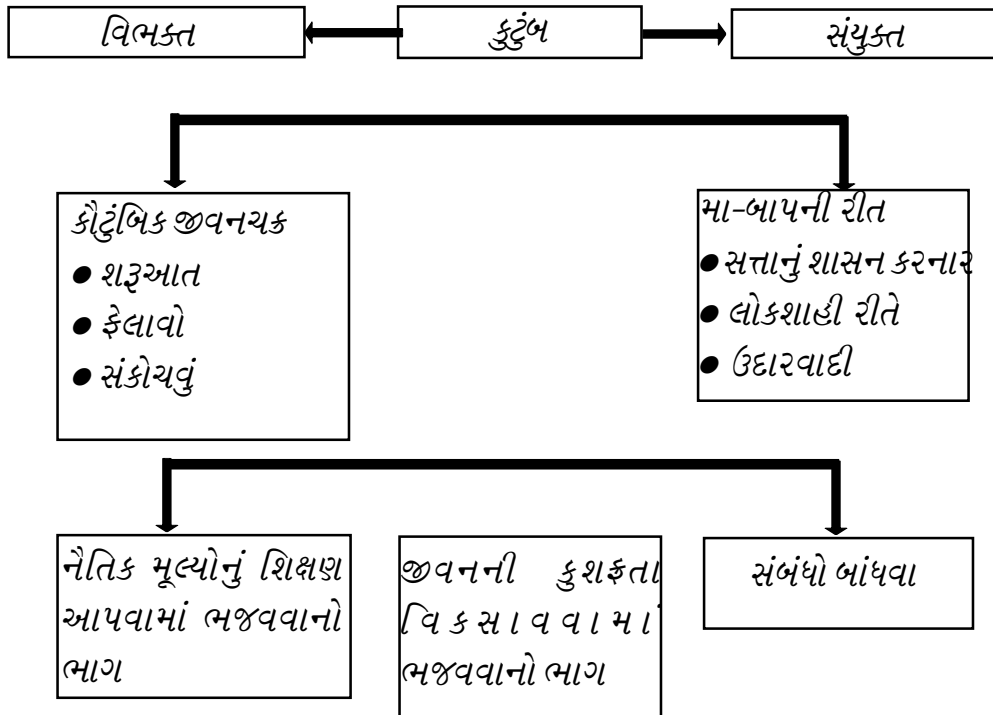 વિભક્ત
કુટુંબ
સંયુક્ત
કૌટુંબિક જીવનચક્ર
● શરૂઆત
● ફેલાવો
● સંકોચવું
મા-બાપની રીત
● સત્તાનું શાસન કરનાર
● લોકશાહી રીતે
● ઉદારવાદી
નૈતિક મૂલ્યોનું શિક્ષણ
આપવામાં ભજવવાનો
ભાગ
જીવનની કુશફતા
વિકસાવવામાં
ભજવવાનો ભાગ
સંબંધો બાંધવા